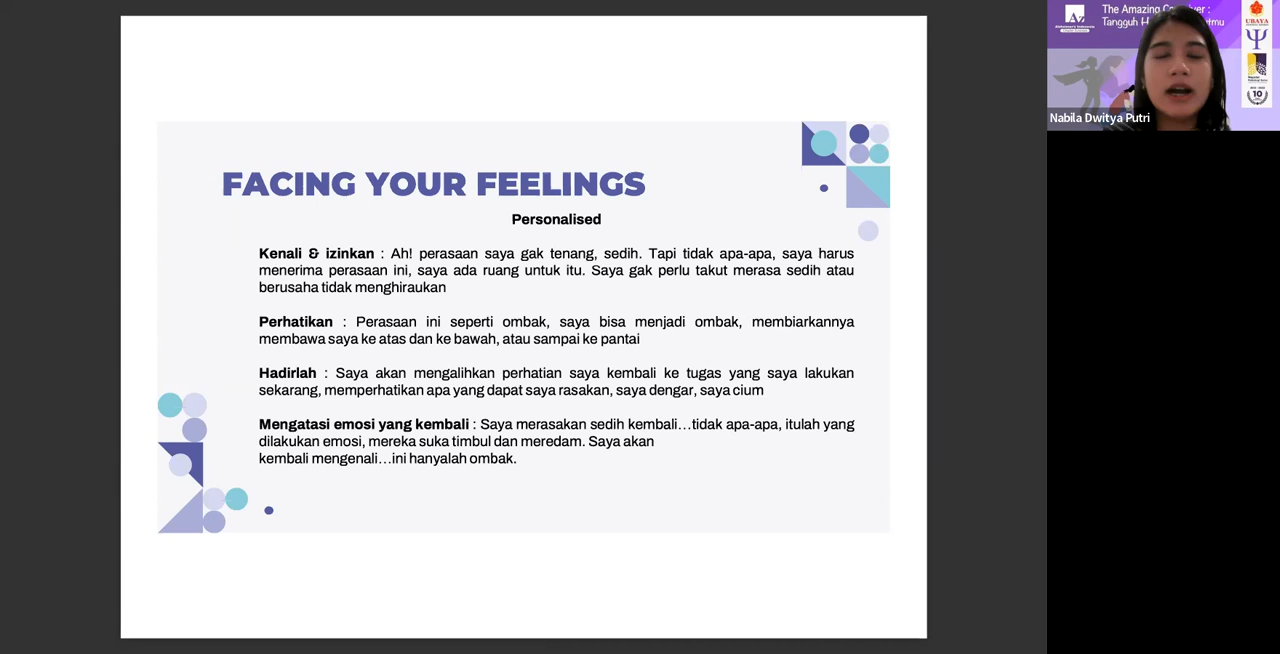 FACING YOUR FEELINGS
Personalised
Kenali & izinkan : Ah! perasaan saya gak tenang, sedih. Tapi tidak apa-apa, saya harus
menerima perasaan ini, saya ada ruang untuk itu. Saya gak perlu takut merasa sedih atau
berusaha tidak menghiraukan
Perhatikan : Perasaan ini seperti ombak, saya bisa menjadi ombak, membiarkannya
membawa saya ke atas dan ke bawah, atau sampai ke pantai
Hadirlah : Saya akan mengalihkan perhatian saya kembali ke tugas yang saya lakukan
sekarang, memperhatikan apa yang dapat saya rasakan, saya dengar, saya cium
Mengatasi emosi yang kembali : Saya merasakan sedih kembali...tidak apa-apa, itulah yang
dilakukan emosi, mereka suka timbul dan meredam. Saya akan
kembali mengenali...ini hanyalah ombak.
The Amazing
Tangguh
UBAYA
10
Nabila Dwitya Putri